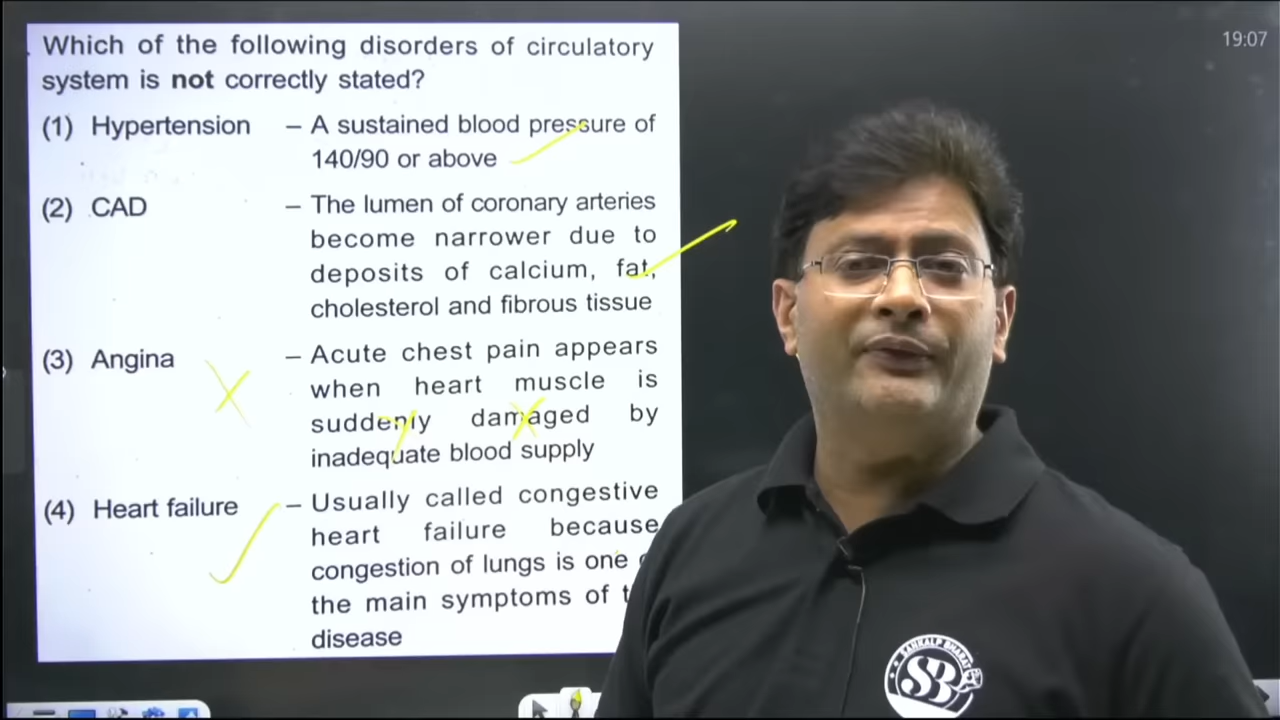 19:07
Which of the following disorders of circulatory
system is not correctly stated?
(1) Hypertension – A sustained blood pressure of
140/90 or above
(2) CAD – The lumen of coronary arteries
become narrower due to
deposits of calcium, fat,
cholesterol and fibrous tissue
(3) Angina – Acute chest pain appears
when heart muscle is
suddenly damaged by
inadequate blood supply
(4) Heart failure – Usually called congestive
heart failure because
congestion of lungs is one
the main symptoms of
disease
SANKALP BHARAT
SB